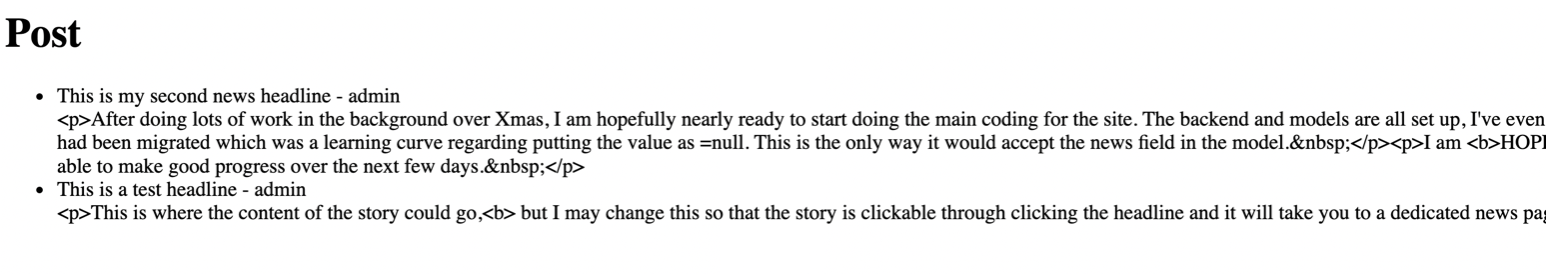 Post
This is my second news headline - admin
<p>After doing lots of work in the background over Xmas, I am hopefully nearly ready to start doing the main coding for the site. The backend and models are all set up, I've even
had been migrated which was a learning curve regarding putting the value as =null. This is the only way it would accept the news field in the model.&nbsp;</p><p>I am <b>
able to make good progress over the next few days.&nbsp;</p>
This is a test headline - admin
<p>This is where the content of the story could go,<b> but I may change this so that the story is clickable through clicking the headline and it will take you to a dedicated news